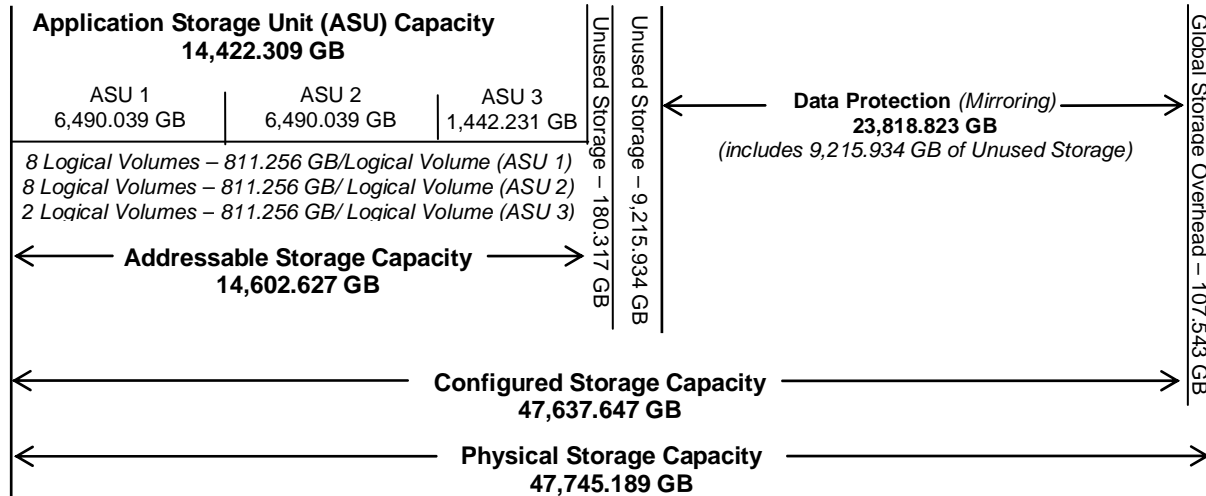 Application Storage Unit (ASU) Capacity
14,422.309 GB
ASU 1
6,490.039 GB
ASU 2
6,490.039 GB
ASU 3
1,442.231 GB
8 Logical Volumes – 811.256 GB/Logical Volume (ASU 1)
8 Logical Volumes – 811.256 GB/ Logical Volume (ASU 2)
2 Logical Volumes – 811.256 GB/ Logical Volume (ASU 3)
Addressable Storage Capacity
14,602.627 GB
Unused Storage – 180.317 GB
Unused Storage – 9,215.934 GB
Data Protection (Mirroring)
23,818.823 GB
(includes 9,215.934 GB of Unused Storage)
Global Storage Overhead – 107.543 GB
Configured Storage Capacity
47,637.647 GB
Physical Storage Capacity
47,745.189 GB